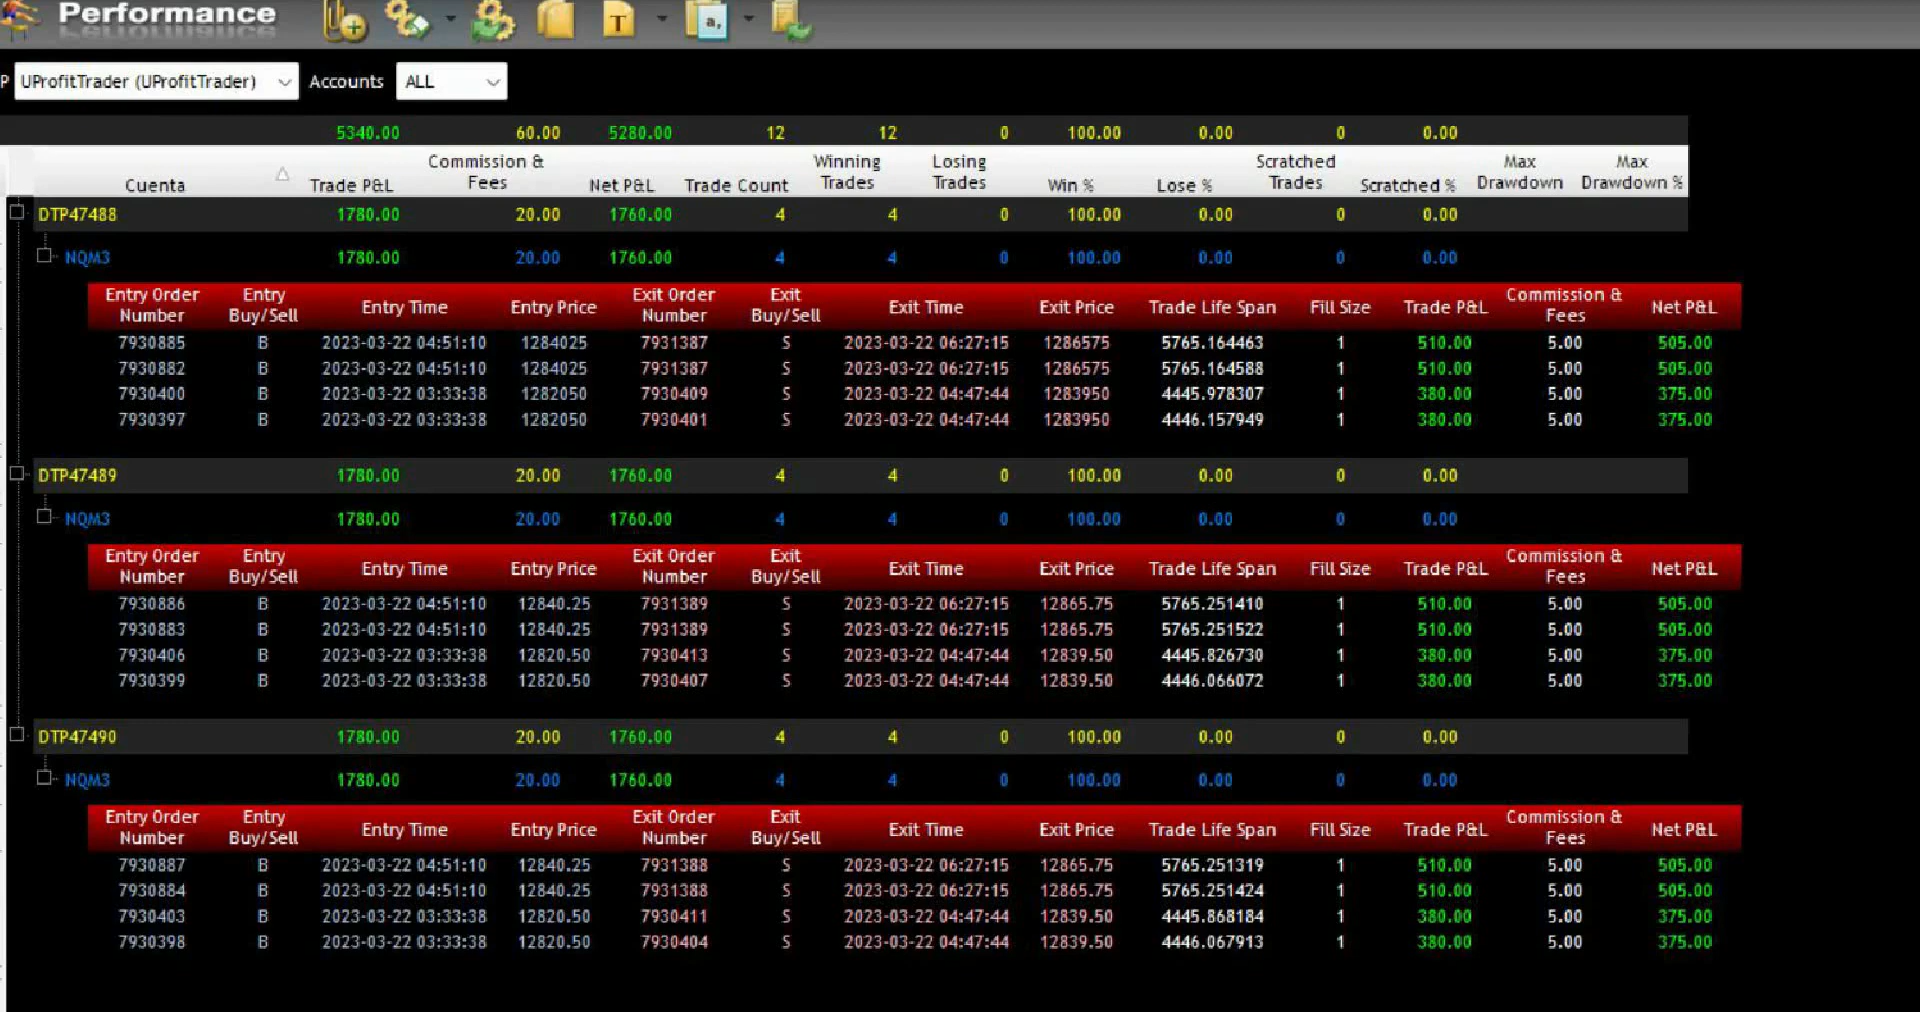 Performance
T
a,
P UProfitTrader (UProfitTrader) Accounts ALL
5340.00 60.00 5280.00 12 12 0 100.00 0.00 0 0.00
Cuenta Trade P&L Commission & Fees Net P&L Trade Count Winning Trades Losing Trades Win % Lose % Scratched Trades Scratched % Max Drawdown Max Drawdown %
DTP47488 1780.00 20.00 1760.00 4 4 0 100.00 0.00 0 0.00
NQM3 1780.00 20.00 1760.00 4 4 0 100.00 0.00 0 0.00
Entry Order Number Entry Buy/Sell Entry Time Entry Price Exit Order Number Exit Buy/Sell Exit Time Exit Price Trade Life Span Fill Size Trade P&L Commission & Fees Net P&L
7930885 B 2023-03-22 04:51:10 1284025 7931387 S 2023-03-22 06:27:15 1286575 5765.164463 1 510.00 5.00 505.00
7930882 B 2023-03-22 04:51:10 1284025 7931387 S 2023-03-22 06:27:15 1286575 5765.164588 1 510.00 5.00 505.00
7930400 B 2023-03-22 03:33:38 1282050 7930409 S 2023-03-22 04:47:44 1283950 4445.978307 1 380.00 5.00 375.00
7930397 B 2023-03-22 03:33:38 1282050 7930401 S 2023-03-22 04:47:44 1283950 4446.157949 1 380.00 5.00 375.00
DTP47489 1780.00 20.00 1760.00 4 4 0 100.00 0.00 0 0.00
NQM3 1780.00 20.00 1760.00 4 4 0 100.00 0.00 0 0.00
Entry Order Number Entry Buy/Sell Entry Time Entry Price Exit Order Number Exit Buy/Sell Exit Time Exit Price Trade Life Span Fill Size Trade P&L Commission & Fees Net P&L
7930886 B 2023-03-22 04:51:10 12840.25 7931389 S 2023-03-22 06:27:15 12865.75 5765.251410 1 510.00 5.00 505.00
7930883 B 2023-03-22 04:51:10 12840.25 7931389 S 2023-03-22 06:27:15 12865.75 5765.251522 1 510.00 5.00 505.00
7930406 B 2023-03-22 03:33:38 12820.50 7930413 S 2023-03-22 04:47:44 12839.50 4445.826730 1 380.00 5.00 375.00
7930399 B 2023-03-22 03:33:38 12820.50 7930407 S 2023-03-22 04:47:44 12839.50 4446.066072 1 380.00 5.00 375.00
DTP47490 1780.00 20.00 1760.00 4 4 0 100.00 0.00 0 0.00
NQM3 1780.00 20.00 1760.00 4 4 0 100.00 0.00 0 0.00
Entry Order Number Entry Buy/Sell Entry Time Entry Price Exit Order Number Exit Buy/Sell Exit Time Exit Price Trade Life Span Fill Size Trade P&L Commission & Fees Net P&L
7930887 B 2023-03-22 04:51:10 12840.25 7931388 S 2023-03-22 06:27:15 12865.75 5765.251319 1 510.00 5.00 505.00
7930884 B 2023-03-22 04:51:10 12840.25 7931388 S 2023-03-22 06:27:15 12865.75 5765.251424 1 510.00 5.00 505.00
7930403 B 2023-03-22 03:33:38 12820.50 7930411 S 2023-03-22 04:47:44 12839.50 4445.868184 1 380.00 5.00 375.00
7930398 B 2023-03-22 03:33:38 12820.50 7930404 S 2023-03-22 04:47:44 12839.50 4446.067913 1 380.00 5.00 375.00